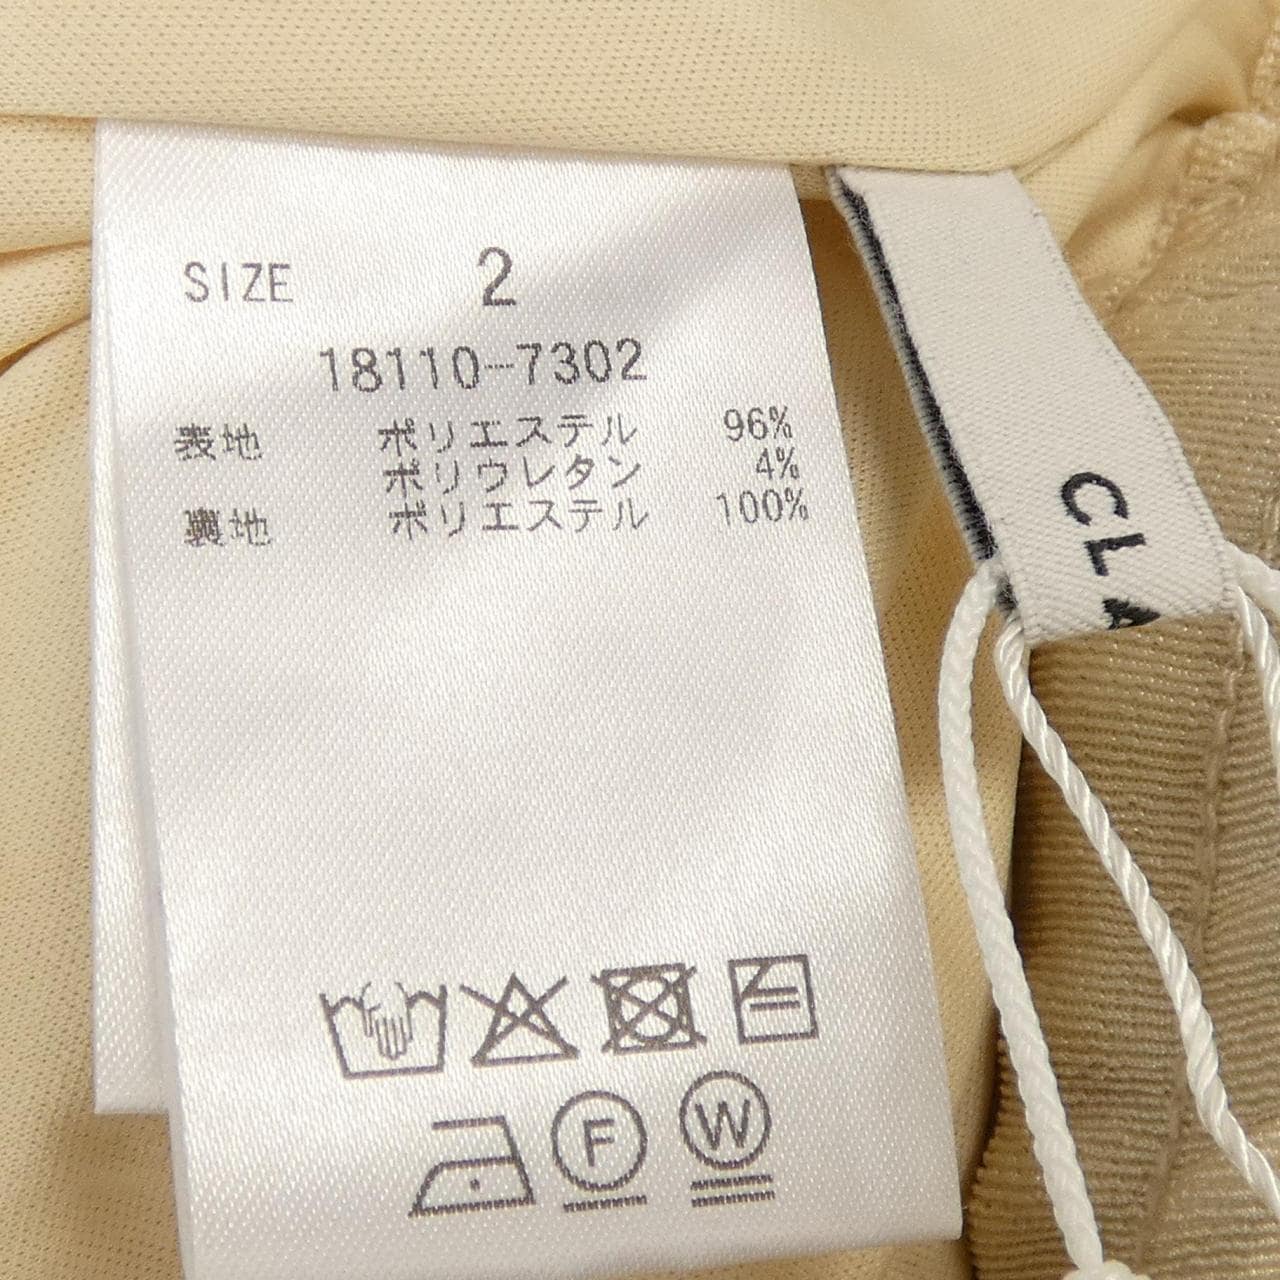 SIZE 2
18110-7302
表地 ポリエステル 96%
ポリウレタン 4%
裏地 ポリエステル 100%
F W
CLA